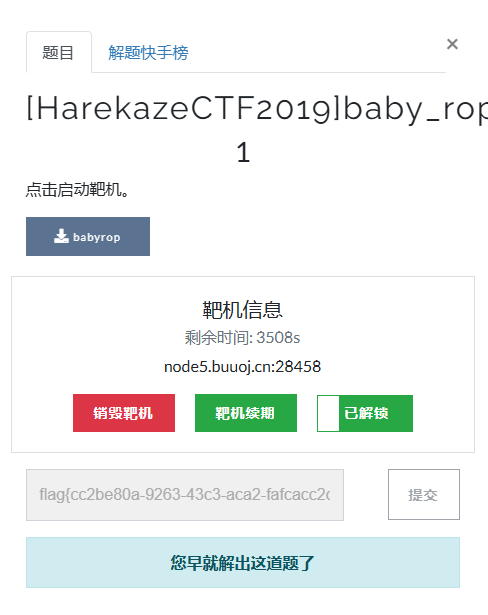 题目 解题快手榜 ×
[HarekazeCTF2019]baby_rop
1
点击启动靶机。
babyrop
靶机信息
剩余时间: 3508s
node5.buuoj.cn:28458
销毁靶机 靶机续期 已解锁
flag{cc2be80a-9263-43c3-aca2-fafcacc2c 提交
您早就解出这道题了